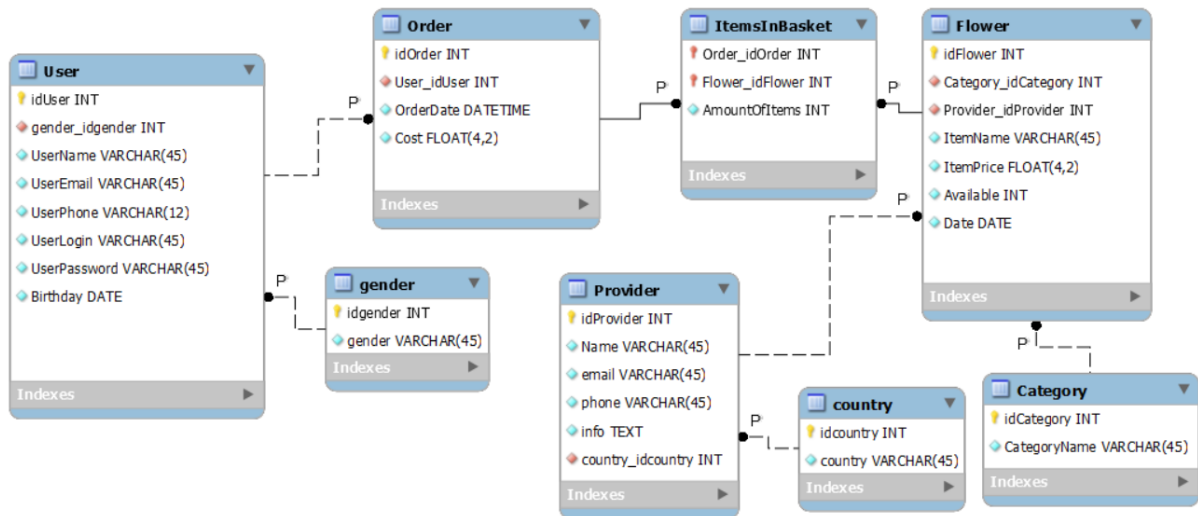 User
idUser INT
gender_idgender INT
UserName VARCHAR(45)
UserEmail VARCHAR(45)
UserPhone VARCHAR(12)
UserLogin VARCHAR(45)
UserPassword VARCHAR(45)
Birthday DATE
Indexes
P
Order
idOrder INT
User_idUser INT
OrderDate DATETIME
Cost FLOAT(4,2)
Indexes
P
ItemsInBasket
Order_idOrder INT
Flower_idFlower INT
AmountOfItems INT
Indexes
P
Flower
idFlower INT
Category_idCategory INT
Provider_idProvider INT
ItemName VARCHAR(45)
ItemPrice FLOAT(4,2)
Available INT
Date DATE
Indexes
P
P
gender
idgender INT
gender VARCHAR(45)
Indexes
Provider
idProvider INT
Name VARCHAR(45)
email VARCHAR(45)
phone VARCHAR(45)
info TEXT
country_idcountry INT
Indexes
P
country
idcountry INT
country VARCHAR(45)
Indexes
P
Category
idCategory INT
CategoryName VARCHAR(45)
Indexes